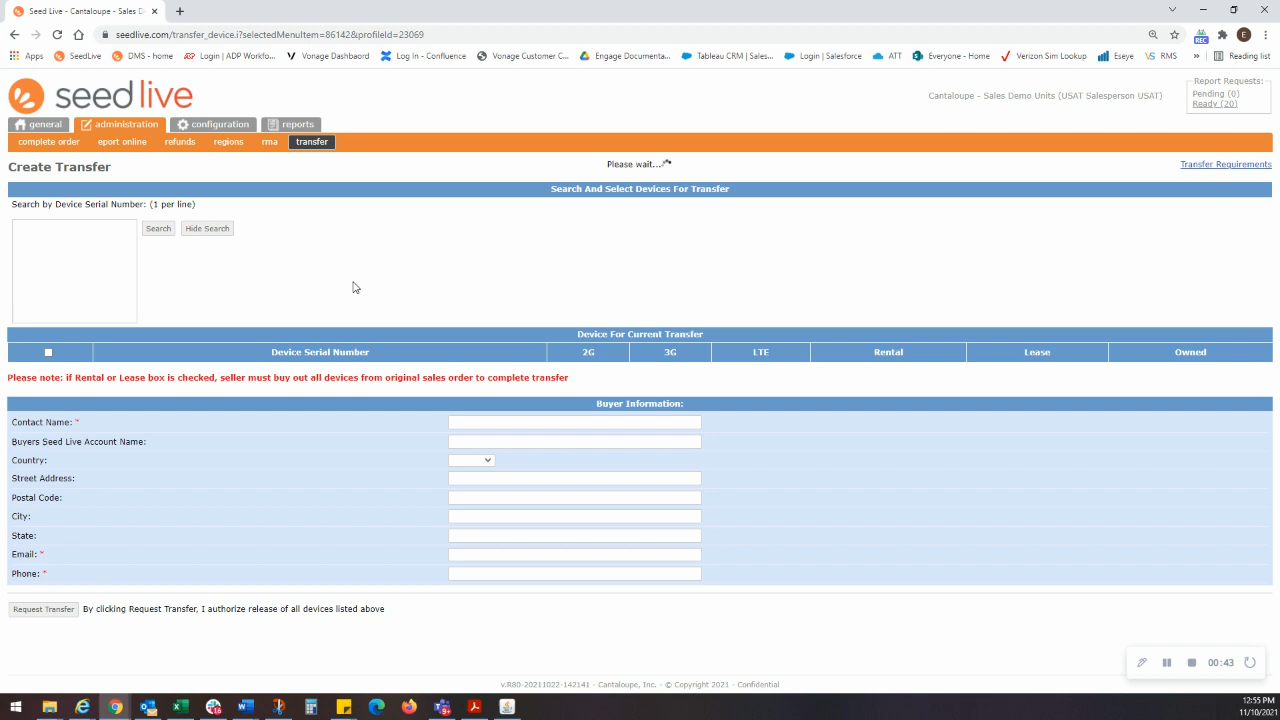 Seed Live - Cantaloupe - Sales D
seedlive.com/transfer_device.i?selectedMenuItem=86142&profileId=23069
REC
E
Apps
SeedLive
DMS - home
Login | ADP Workfo...
Vonage Dashbaord
Log In - Confluence
Vonage Customer C...
Engage Documenta...
Tableau CRM | Sales...
Login | Salesforce
ATT
Everyone - Home
Verizon Sim Lookup
Eseye
RMS
»
Reading list
seed live
Cantaloupe - Sales Demo Units (USAT Salesperson USAT)
Report Requests:
Pending (0)
Ready (20)
general
administration
configuration
reports
complete order
eport online
refunds
regions
rma
transfer
Create Transfer
Please wait...
Transfer Requirements
Search And Select Devices For Transfer
Search by Device Serial Number: (1 per line)
Search
Hide Search
Device For Current Transfer
Device Serial Number
2G
3G
LTE
Rental
Lease
Owned
Please note: if Rental or Lease box is checked, seller must buy out all devices from original sales order to complete transfer
Buyer Information:
Contact Name: *
Buyers Seed Live Account Name:
Country:
Street Address:
Postal Code:
City:
State:
Email: *
Phone: *
Request Transfer
By clicking Request Transfer, I authorize release of all devices listed above
00:43
v.R80-20211022-142141 - Cantaloupe, Inc. - © Copyright 2021 - Confidential
12:55 PM
11/10/2021